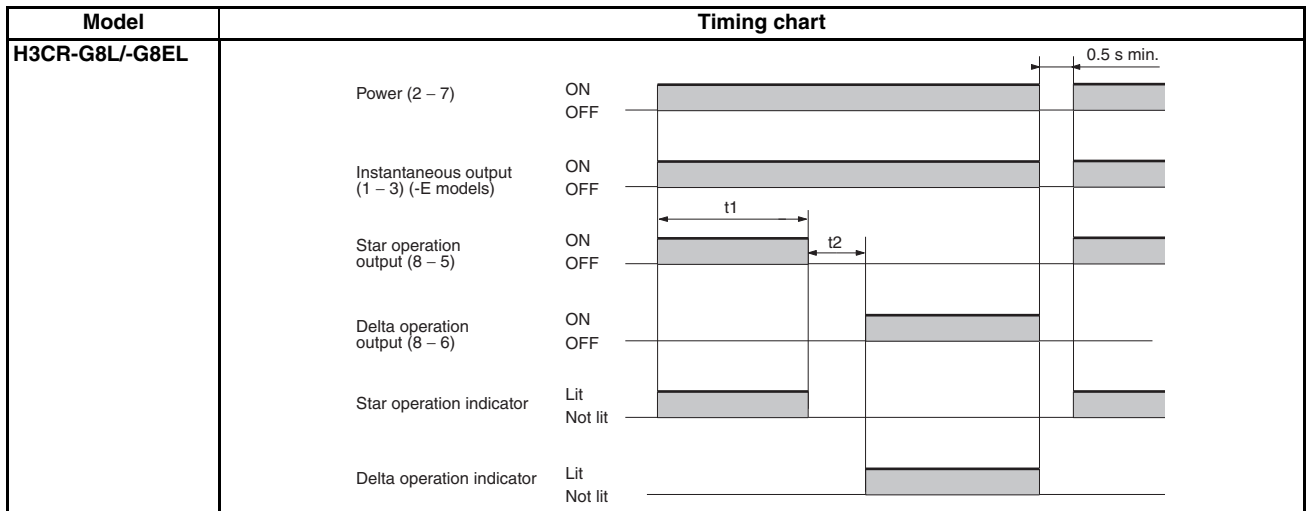 Model
Timing chart
H3CR-G8L/-G8EL
0.5 s min.
Power (2 – 7)
ON
OFF
Instantaneous output
(1 – 3) (-E models)
ON
OFF
t1
Star operation
output (8 – 5)
ON
OFF
t2
Delta operation
output (8 – 6)
ON
OFF
Star operation indicator
Lit
Not lit
Delta operation indicator
Lit
Not lit